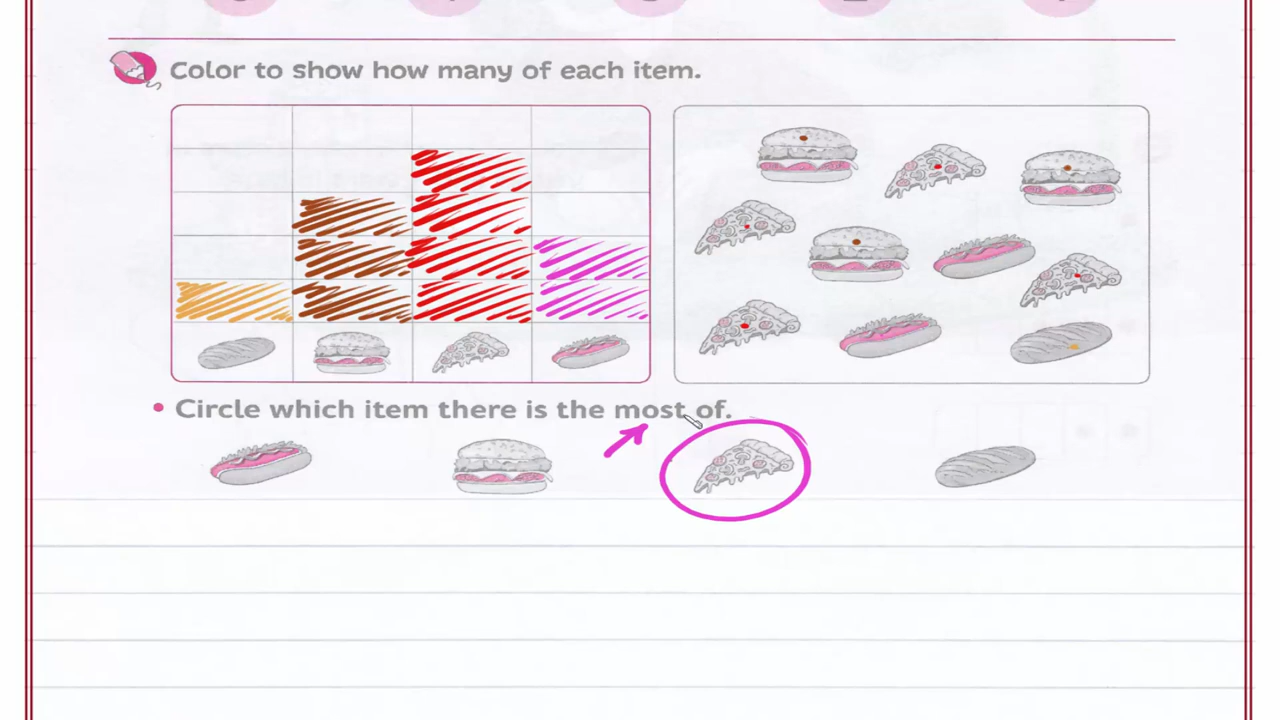 Color to show how many of each item.
Circle which item there is the most of.